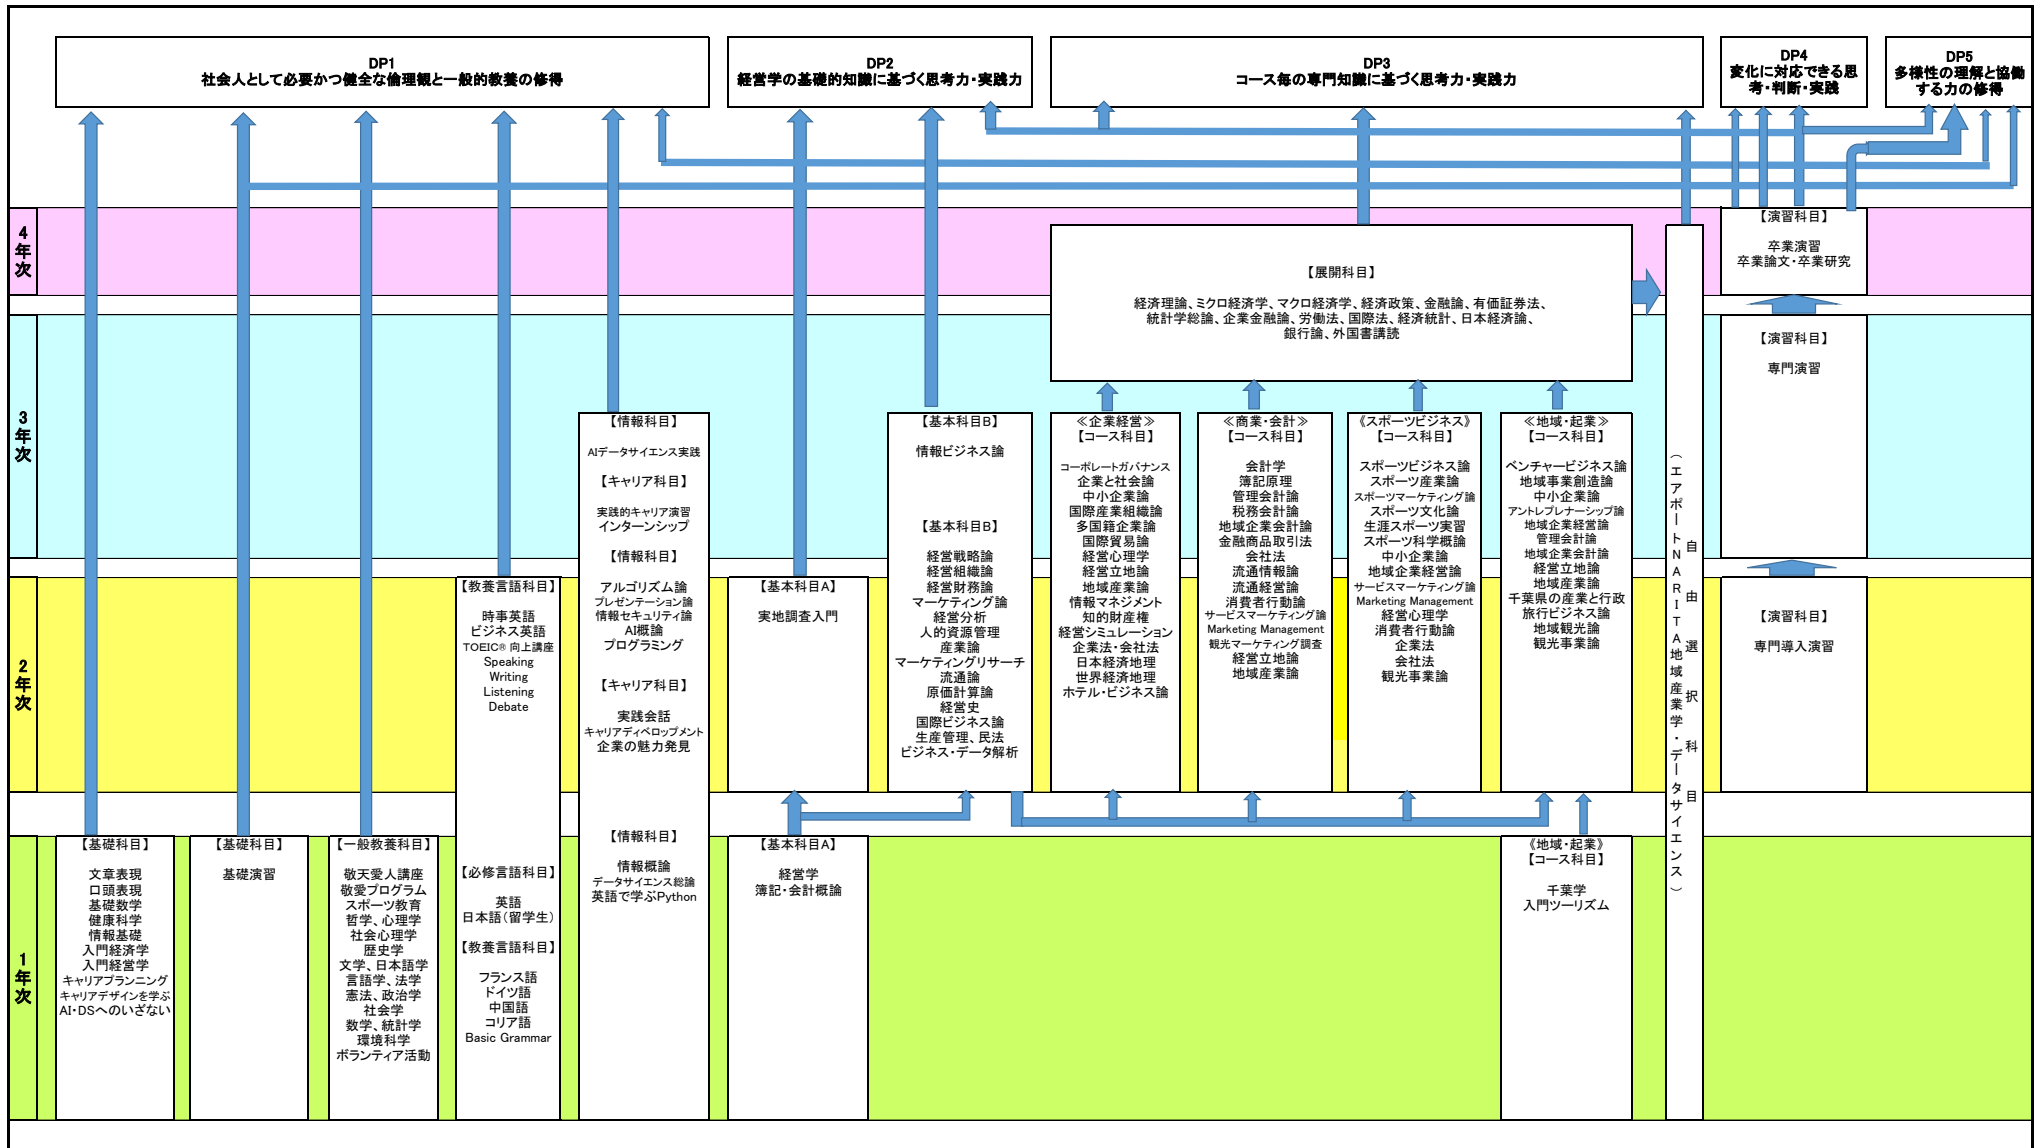 DP1
社会人として必要かつ健全な倫理観と一般的教養の修得
DP2
経営学の基礎的知識に基づく思考力・実践力
DP3
コース毎の専門知識に基づく思考力・実践力
DP4
変化に対応できる思
考・判断・実践
DP5
多様性の理解と協働
する力の修得
4年次
【演習科目】
卒業演習
卒業論文・卒業研究
【展開科目】
経済理論、ミクロ経済学、マクロ経済学、経済政策、金融論、有価証券法、
統計学総論、企業金融論、労働法、国際法、経済統計、日本経済論、
銀行論、外国書講読
3年次
【演習科目】
専門演習
【情報科目】
AIデータサイエンス実践
【キャリア科目】
実践的キャリア演習
インターンシップ
【情報科目】
アルゴリズム論
プレゼンテーション論
情報セキュリティ論
AI概論
プログラミング
【キャリア科目】
実践会話
キャリアディベロップメント
企業の魅力発見
【情報科目】
情報概論
データサイエンス総論
英語で学ぶPython
【基本科目B】
情報ビジネス論
【基本科目B】
経営戦略論
経営組織論
経営財務論
マーケティング論
経営分析
人的資源管理
産業論
マーケティングリサーチ
流通論
原価計算論
経営史
国際ビジネス論
生産管理、民法
ビジネス・データ解析
≪企業経営≫
【コース科目】
コーポレートガバナンス
企業と社会論
中小企業論
国際産業組織論
多国籍企業論
国際貿易論
経営心理学
経営立地論
地域産業論
情報マネジメント
知的財産権
経営シミュレーション
企業法・会社法
日本経済地理
世界経済地理
ホテル・ビジネス論
≪商業・会計≫
【コース科目】
会計学
簿記原理
管理会計論
税務会計論
地域企業会計論
金融商品取引法
会社法
流通情報論
流通経営論
消費者行動論
サービスマーケティング論
Marketing Management
観光マーケティング調査
経営立地論
地域産業論
《スポーツビジネス》
【コース科目】
スポーツビジネス論
スポーツ産業論
スポーツマーケティング論
スポーツ文化論
生涯スポーツ実習
スポーツ科学概論
中小企業論
地域企業経営論
サービスマーケティング論
Marketing Management
経営心理学
消費者行動論
企業法
会社法
観光事業論
≪地域・起業≫
【コース科目】
ベンチャービジネス論
地域事業創造論
中小企業論
アントレプレナーシップ論
地域企業経営論
管理会計論
地域企業会計論
経営立地論
地域産業論
千葉県の産業と行政
旅行ビジネス論
地域観光論
観光事業論
自由選択科目
（エアポートNARITA地域産業学・データサイエンス）
2年次
【教養言語科目】
時事英語
ビジネス英語
TOEIC® 向上講座
Speaking
Writing
Listening
Debate
【基本科目A】
実地調査入門
【演習科目】
専門導入演習
1年次
【基礎科目】
文章表現
口頭表現
基礎数学
健康科学
情報基礎
入門経済学
入門経営学
キャリアプランニング
キャリアデザインを学ぶ
AI・DSへのいざない
【基礎科目】
基礎演習
【一般教養科目】
敬天愛人講座
敬愛プログラム
スポーツ教育
哲学、心理学
社会心理学
歴史学
文学、日本語学
言語学、法学
憲法、政治学
社会学
数学、統計学
環境科学
ボランティア活動
【必修言語科目】
英語
日本語（留学生）
【教養言語科目】
フランス語
ドイツ語
中国語
コリア語
Basic Grammar
【基本科目A】
経営学
簿記・会計概論
《地域・起業》
【コース科目】
千葉学
入門ツーリズム